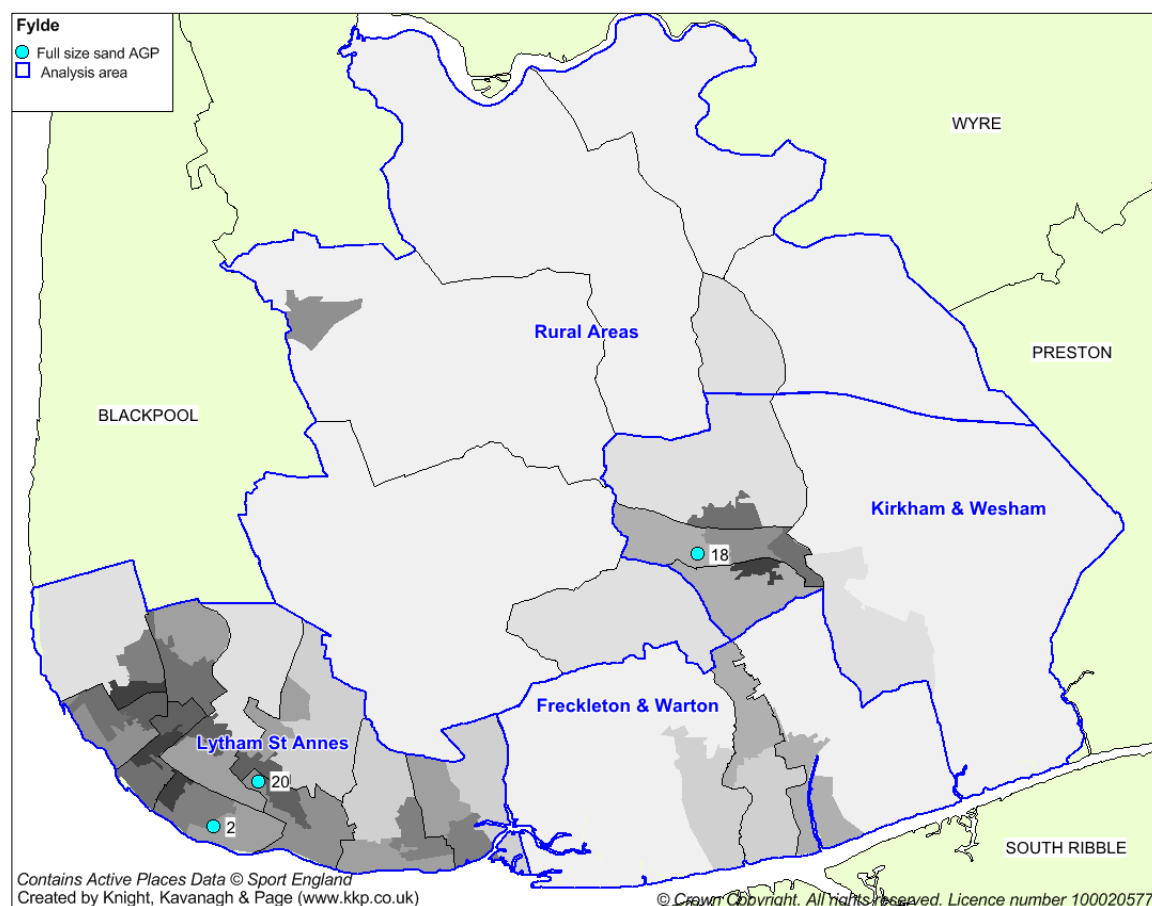 Fylde
Full size sand AGP
Analysis area
WYRE
PRESTON
Rural Areas
BLACKPOOL
Kirkham & Wesham
18
Freckleton & Warton
Lytham St Annes
20
2
SOUTH RIBBLE
Contains Active Places Data © Sport England
Created by Knight, Kavanagh & Page (www.kkp.co.uk)
© Crown Copyright. All rights reserved. Licence number 100020577